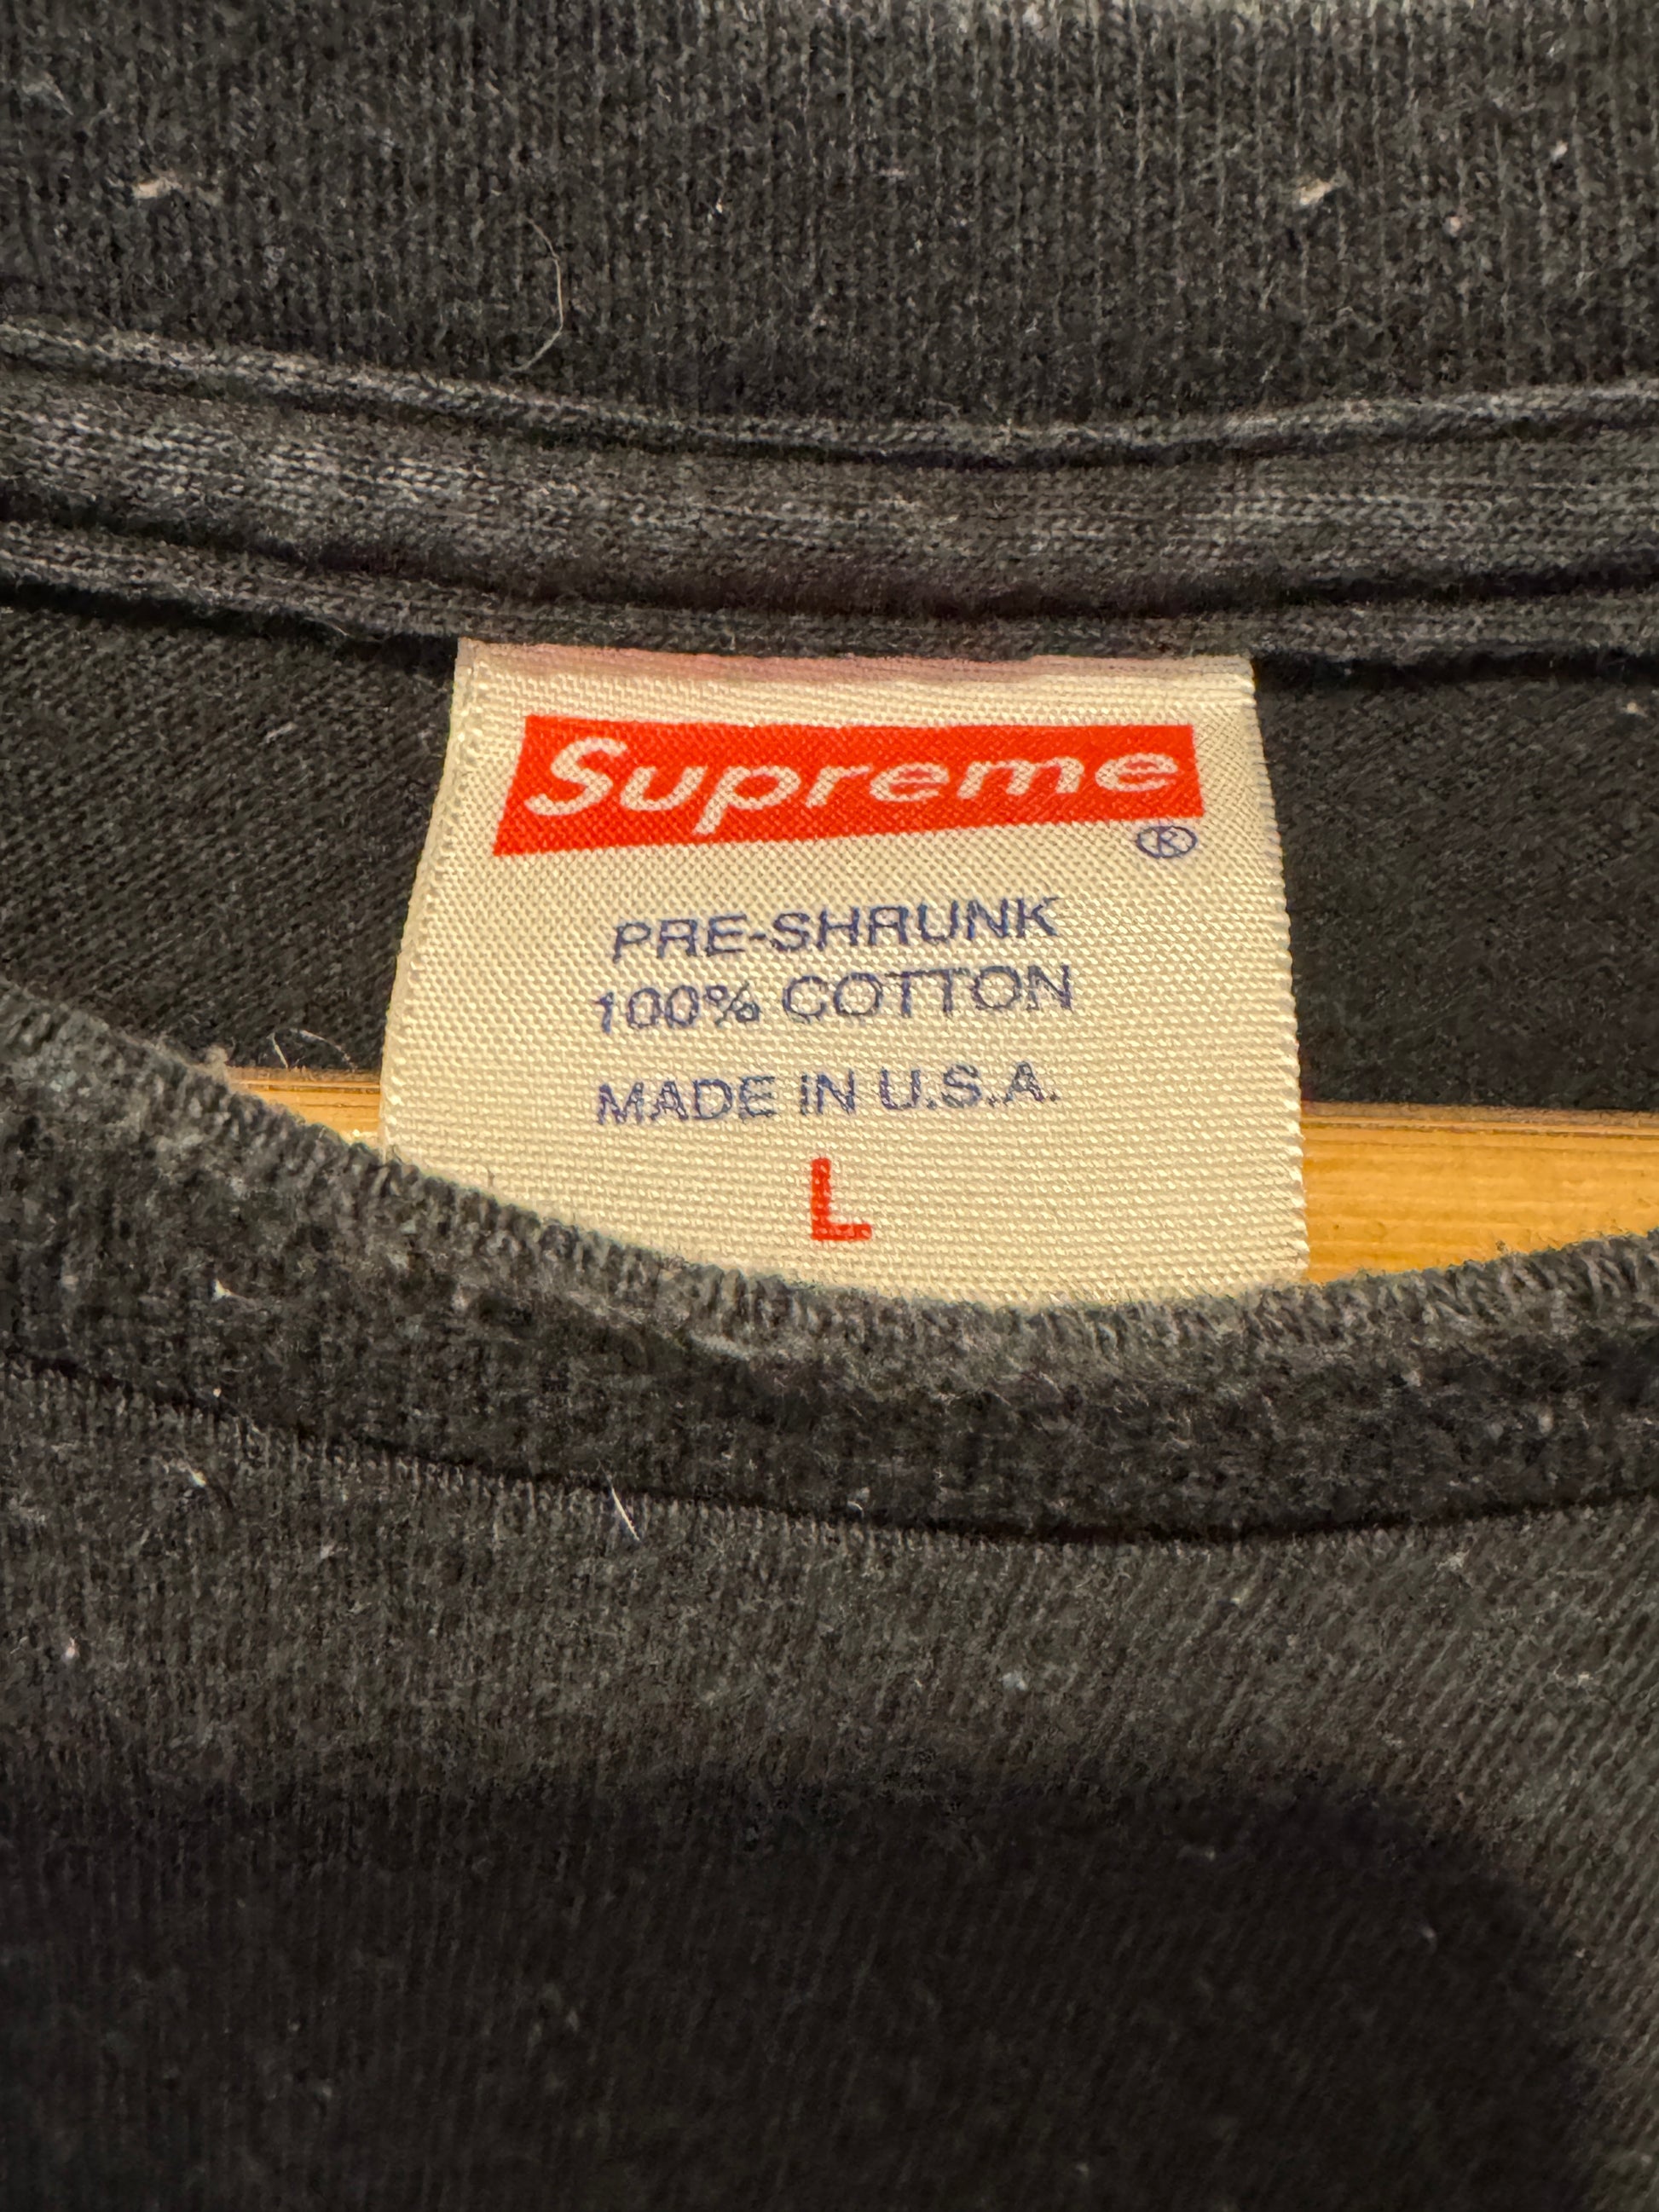 Supreme
®
PRE-SHRUNK
100% COTTON
MADE IN U.S.A.
L